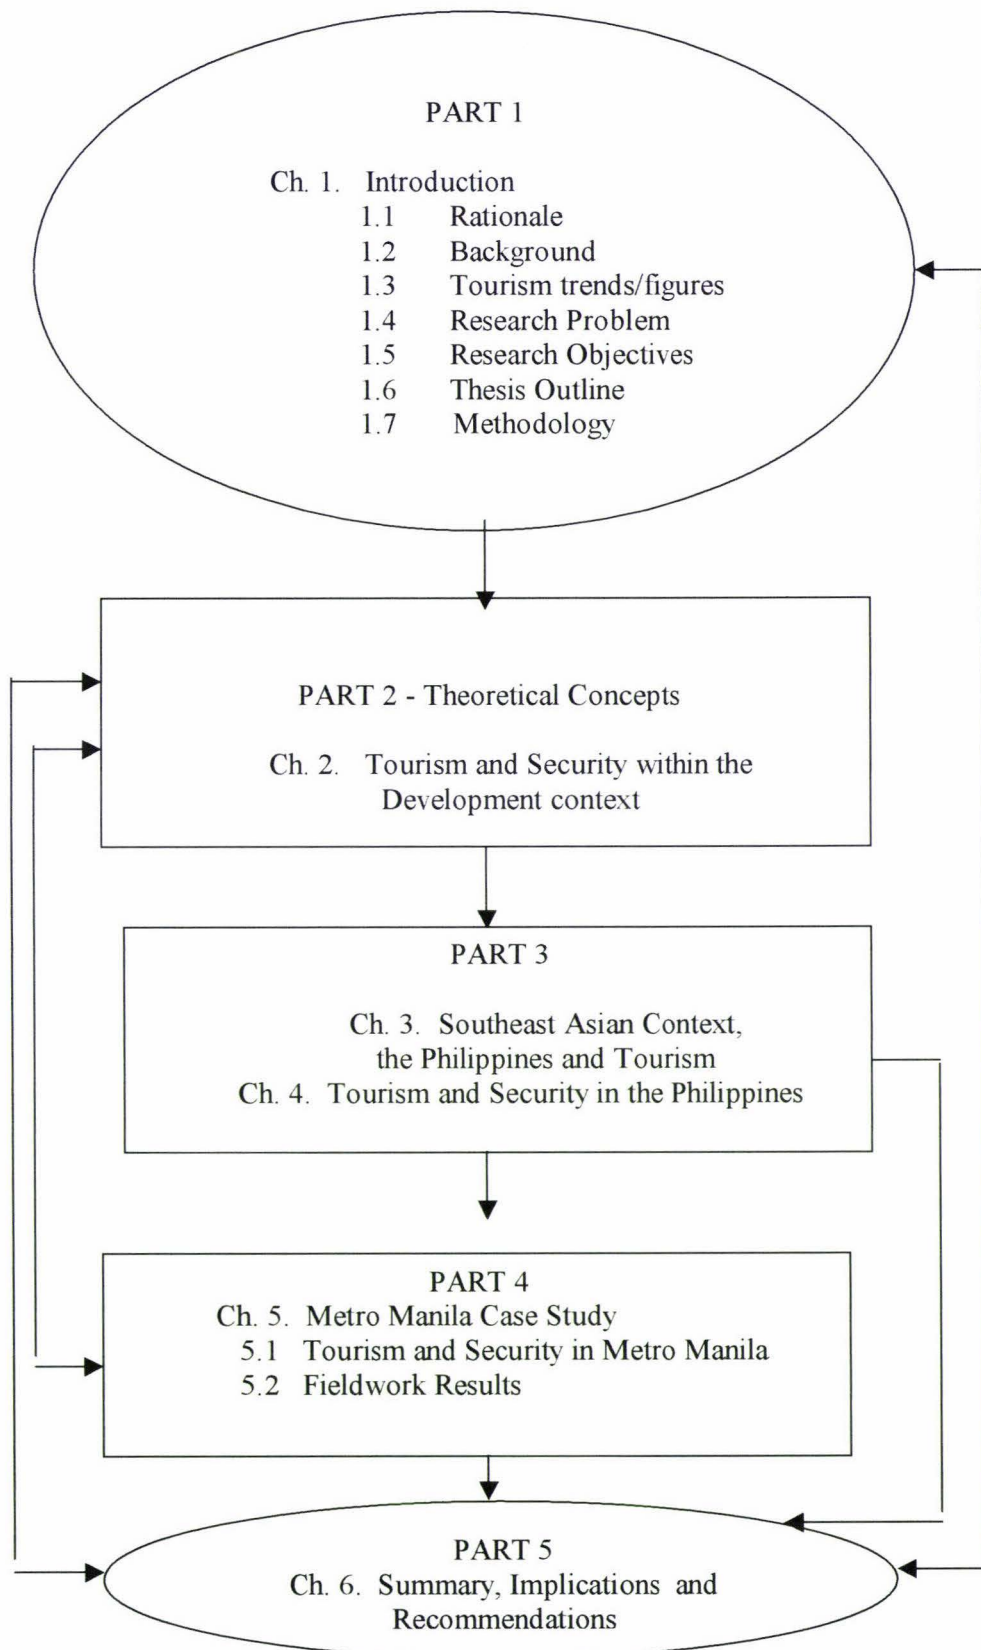 PART 1
Ch. 1. Introduction
1.1 Rationale
1.2 Background
1.3 Tourism trends/figures
1.4 Research Problem
1.5 Research Objectives
1.6 Thesis Outline
1.7 Methodology
PART 2 - Theoretical Concepts
Ch. 2. Tourism and Security within the
Development context
PART 3
Ch. 3. Southeast Asian Context,
the Philippines and Tourism
Ch. 4. Tourism and Security in the Philippines
PART 4
Ch. 5. Metro Manila Case Study
5.1 Tourism and Security in Metro Manila
5.2 Fieldwork Results
PART 5
Ch. 6. Summary, Implications and
Recommendations